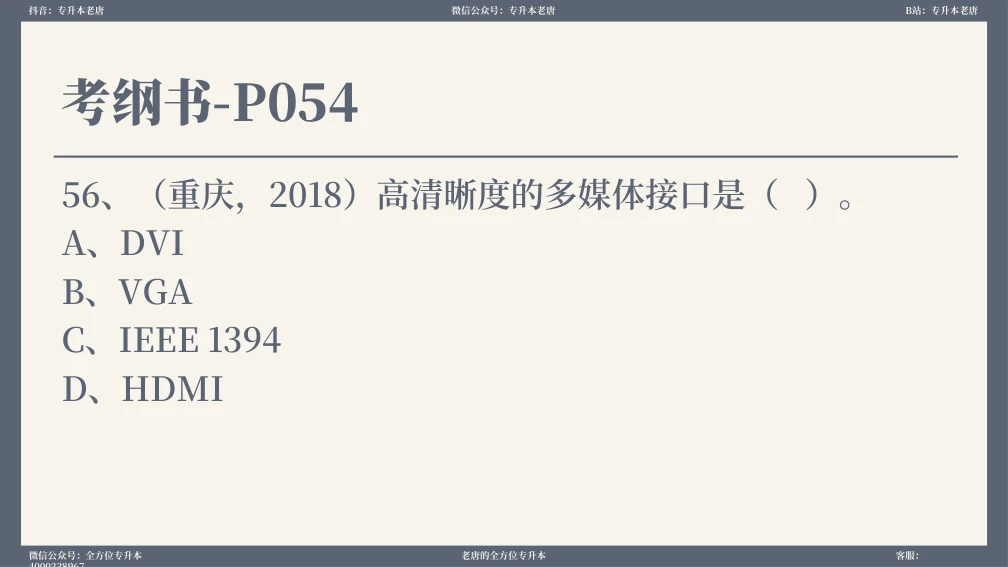 抖音：专升本老唐
微信公众号：专升本老唐
B站：专升本老唐
考纲书-P054
56、（重庆，2018）高清晰度的多媒体接口是（  ）。
A、DVI
B、VGA
C、IEEE 1394
D、HDMI
微信公众号：全方位专升本
老唐的全方位专升本
客服：
4000238967